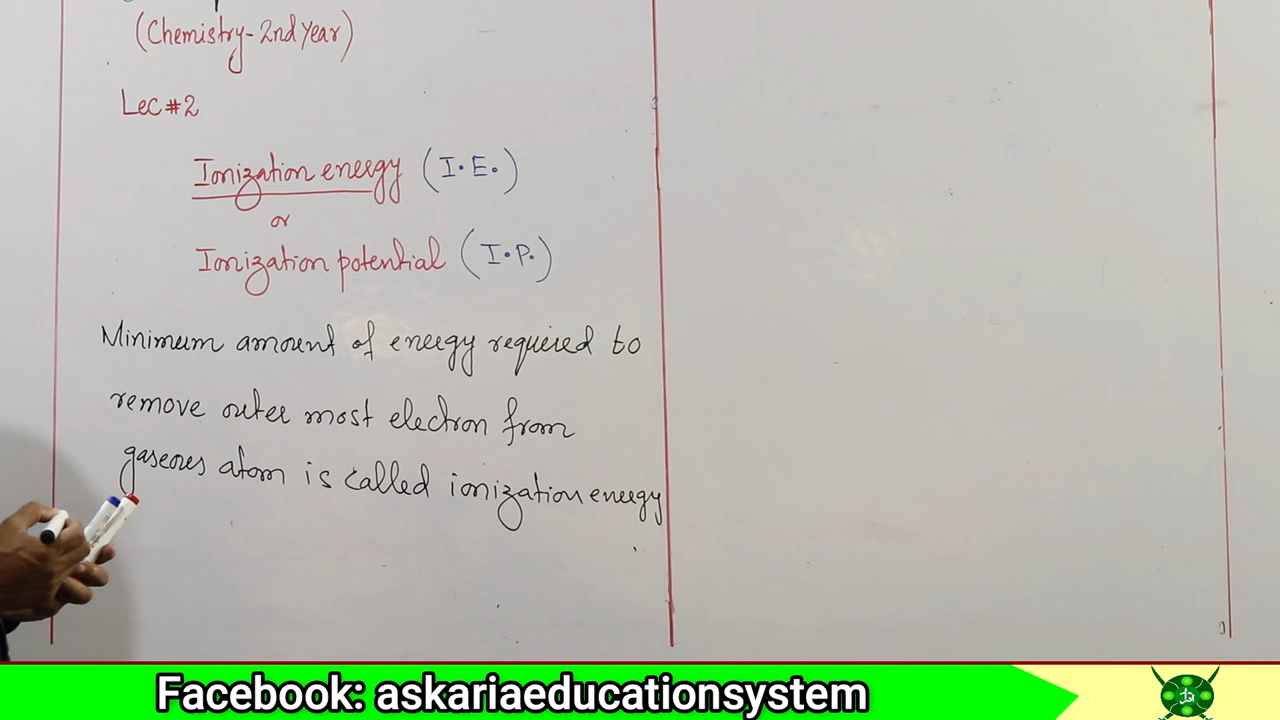 (Chemistry-2nd Year)
Lec#2
Ionization energy (I.E.)
or
Ionization potential (I.P.)
Minimum amount of energy required to
remove outer most electron from
gaseous atom is called ionization energy
Facebook: askariaeducationsystem